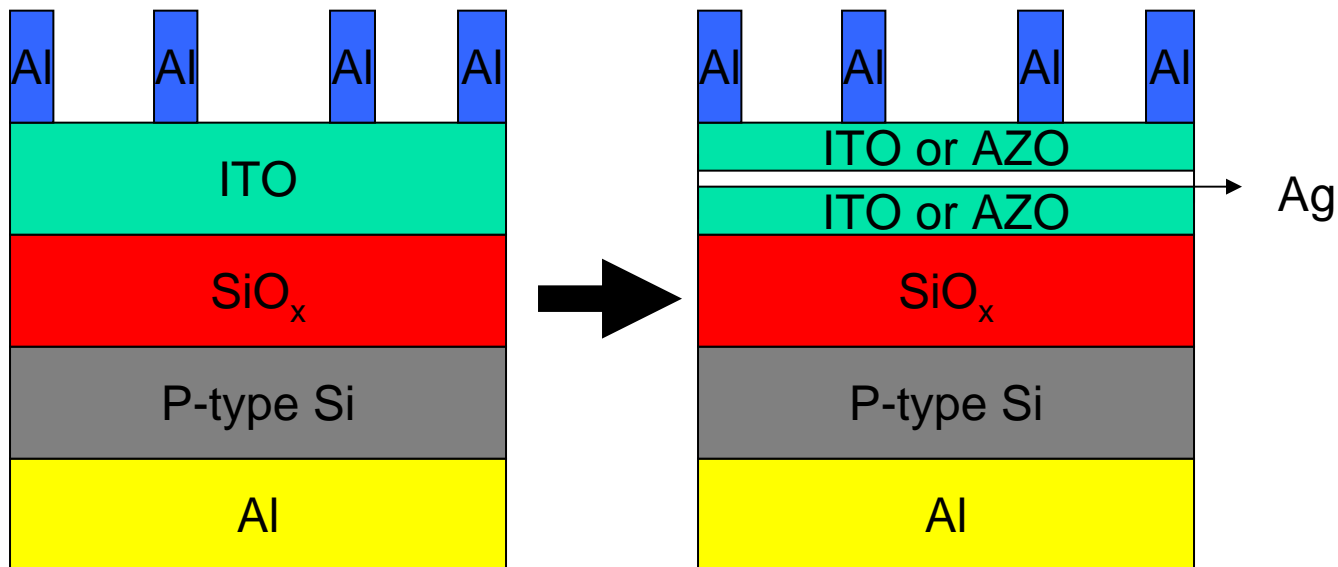 Al Al Al Al
ITO
SiOx
P-type Si
Al
Al Al Al Al
ITO or AZO
ITO or AZO
Ag
SiOx
P-type Si
Al